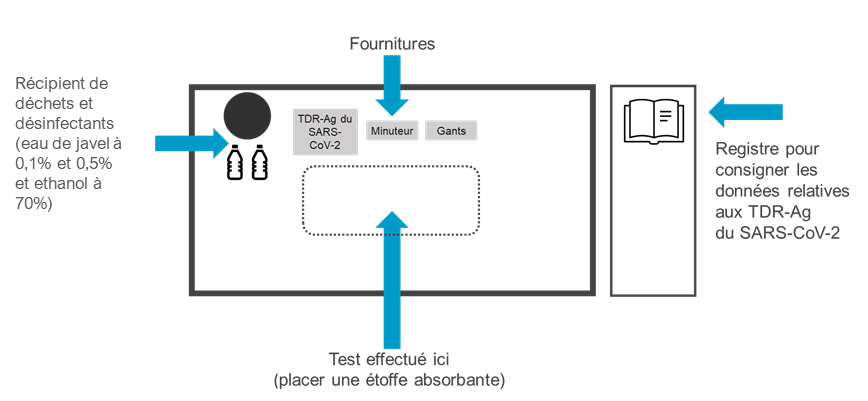 Fournitures
Récipient de
déchets et
désinfectants
(eau de javel à
0,1% et 0,5%
et ethanol à
70%)
TDR-Ag du
SARS-
CoV-2
Minuteur
Gants
Registre pour
consigner les
données relatives
aux TDR-Ag
du SARS-CoV-2
Test effectué ici
(placer une étoffe absorbante)